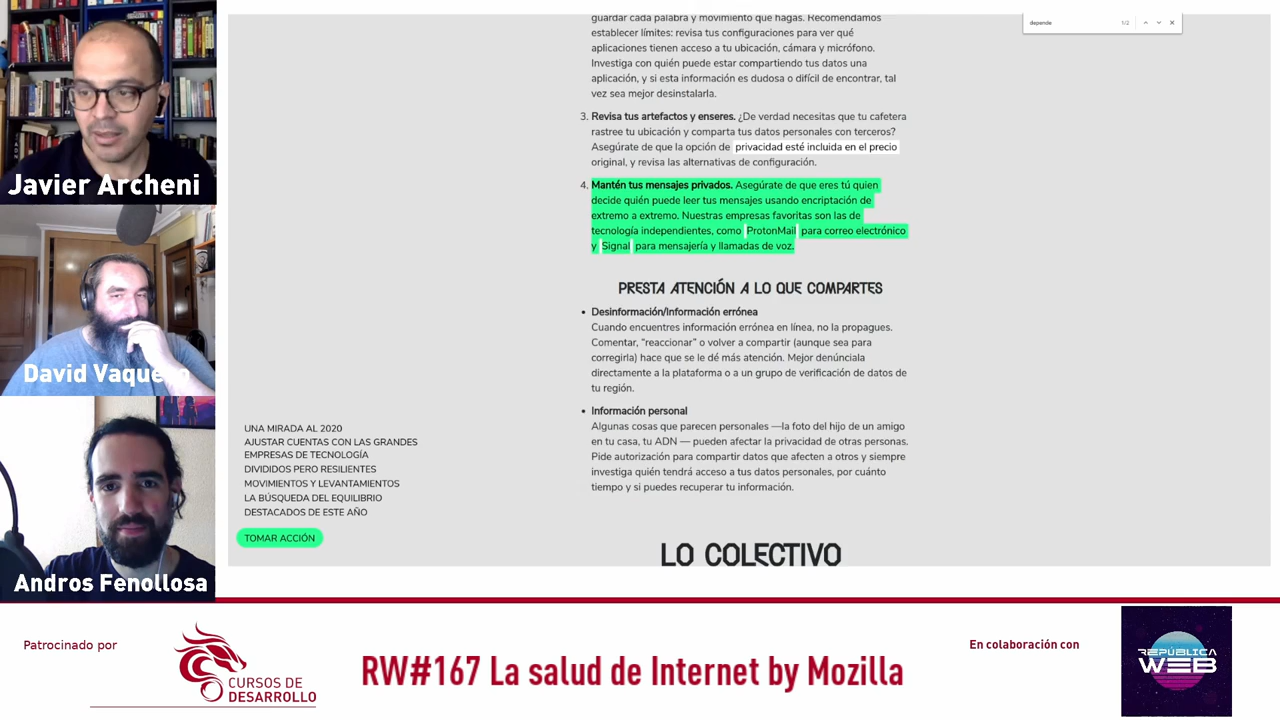 Javier Archeni
David Vaque
Andros Fenollosa
depende
1/2
guardar cada palabra y movimiento que hagas. Recomendamos
establecer límites: revisa tus configuraciones para ver qué
aplicaciones tienen acceso a tu ubicación, cámara y micrófono.
Investiga con quién puede estar compartiendo tus datos una
aplicación, y si esta información es dudosa o difícil de encontrar, tal
vez sea mejor desinstalarla.
3. Revisa tus artefactos y enseres. ¿De verdad necesitas que tu cafetera
rastree tu ubicación y comparta tus datos personales con terceros?
Asegúrate de que la opción de privacidad esté incluida en el precio
original, y revisa las alternativas de configuración.
4. Mantén tus mensajes privados. Asegúrate de que eres tú quien
decide quién puede leer tus mensajes usando encriptación de
extremo a extremo. Nuestras empresas favoritas son las de
tecnología independientes, como ProtonMail para correo electrónico
y Signal para mensajería y llamadas de voz.
PRESTA ATENCIÓN A LO QUE COMPARTES
• Desinformación/Información errónea
Cuando encuentres información errónea en línea, no la propagues.
Comentar, “reaccionar” o volver a compartir (aunque sea para
corregirla) hace que se le dé más atención. Mejor denúnciala
directamente a la plataforma o a un grupo de verificación de datos de
tu región.
• Información personal
Algunas cosas que parecen personales —la foto del hijo de un amigo
en tu casa, tu ADN — pueden afectar la privacidad de otras personas.
Pide autorización para compartir datos que afecten a otros y siempre
investiga quién tendrá acceso a tus datos personales, por cuánto
tiempo y si puedes recuperar tu información.
LO COLECTIVO
UNA MIRADA AL 2020
AJUSTAR CUENTAS CON LAS GRANDES
EMPRESAS DE TECNOLOGÍA
DIVIDIDOS PERO RESILIENTES
MOVIMIENTOS Y LEVANTAMIENTOS
LA BÚSQUEDA DEL EQUILIBRIO
DESTACADOS DE ESTE AÑO
TOMAR ACCIÓN
Patrocinado por
CURSOS DE
DESARROLLO
RW#167 La salud de Internet by Mozilla
En colaboración con
REPÚBLICA
WEB